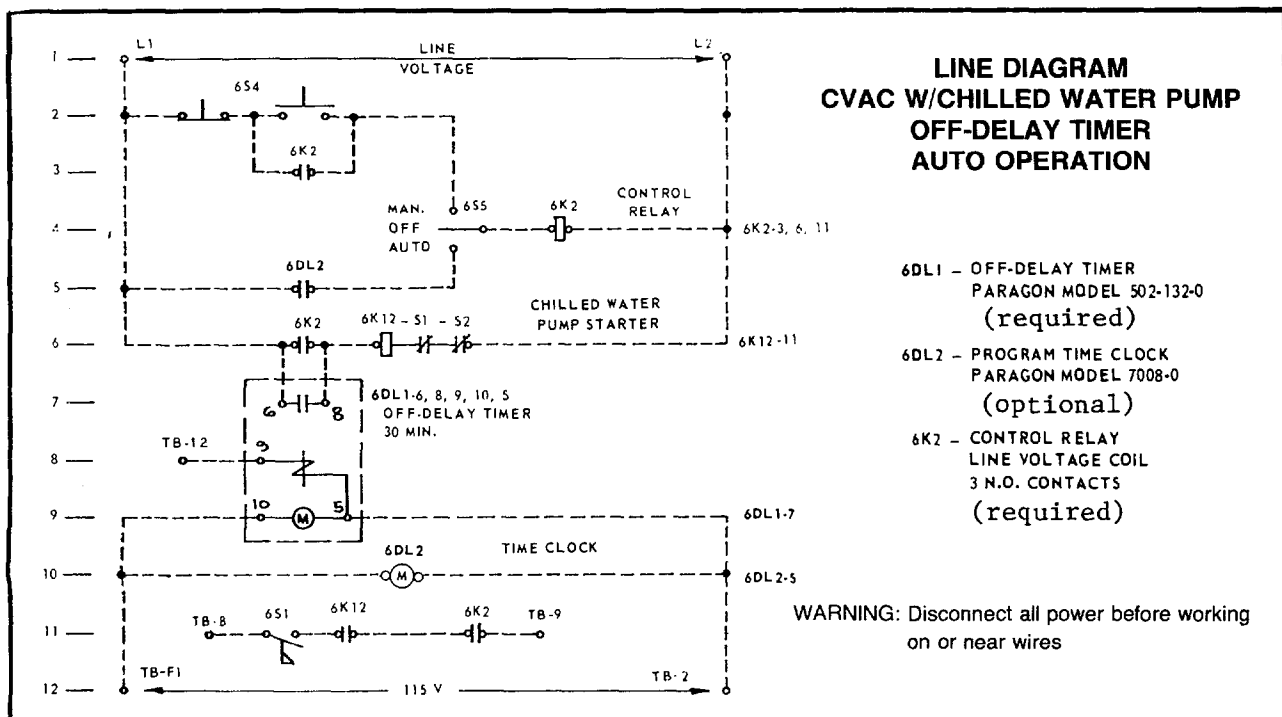 LINE DIAGRAM
CVAC W/CHILLED WATER PUMP
OFF-DELAY TIMER
AUTO OPERATION
1 L1 LINE VOLTAGE L2
6S4
2
6K2
3
CONTROL RELAY
MAN. 6S5 6K2
4 OFF 6K2-3, 6, 11
AUTO
6DL2
5
CHILLED WATER
PUMP STARTER
6K2 6K12 - S1 - S2
6 6K12-11
6DL1-6, 8, 9, 10, 5
7 6 8 OFF-DELAY TIMER
30 MIN.
TB-12 9
8
10 5
9 M 6DL1-7
6DL2 TIME CLOCK
10 M 6DL2-5
TB-8 6S1 6K12 6K2 TB-9
11
TB-F1 TB-2
12 115 V
6DL1 - OFF-DELAY TIMER
PARAGON MODEL 502-132-0
(required)
6DL2 - PROGRAM TIME CLOCK
PARAGON MODEL 7008-0
(optional)
6K2 - CONTROL RELAY
LINE VOLTAGE COIL
3 N.O. CONTACTS
(required)
WARNING: Disconnect all power before working
on or near wires